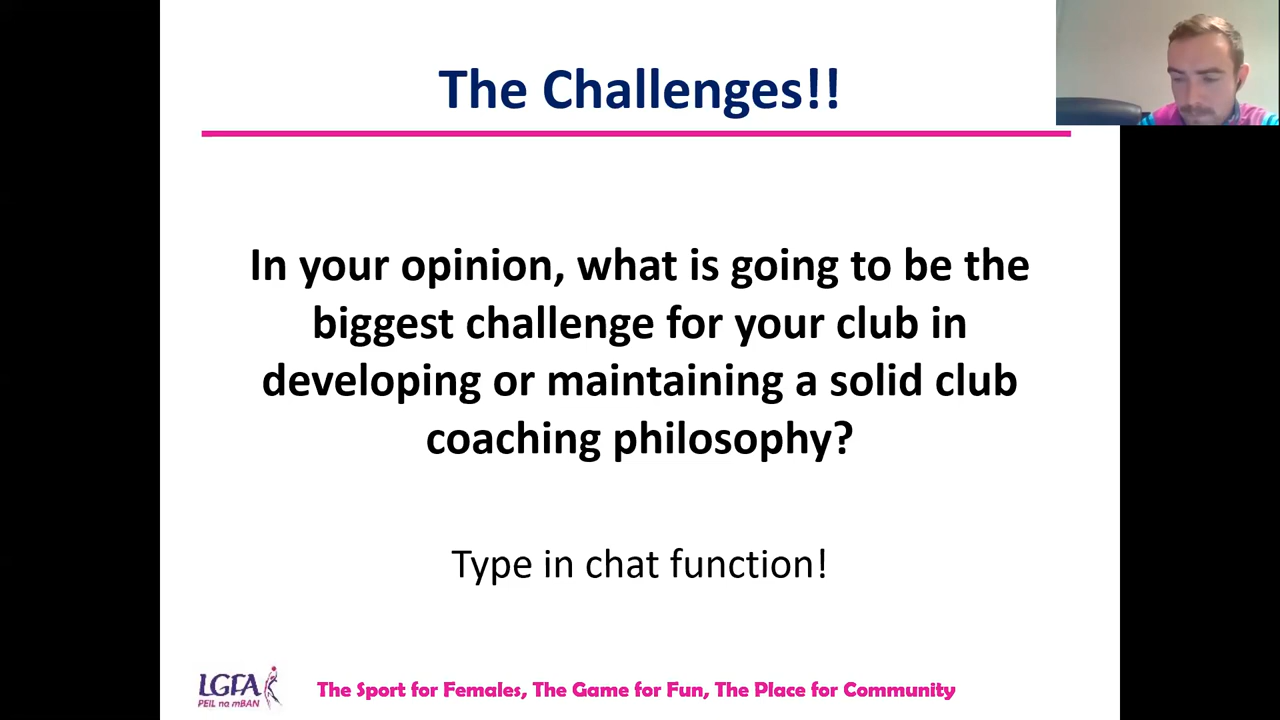 The Challenges!!
In your opinion, what is going to be the
biggest challenge for your club in
developing or maintaining a solid club
coaching philosophy?
Type in chat function!
LGFA
PEIL na mBAN
The Sport for Females, The Game for Fun, The Place for Community